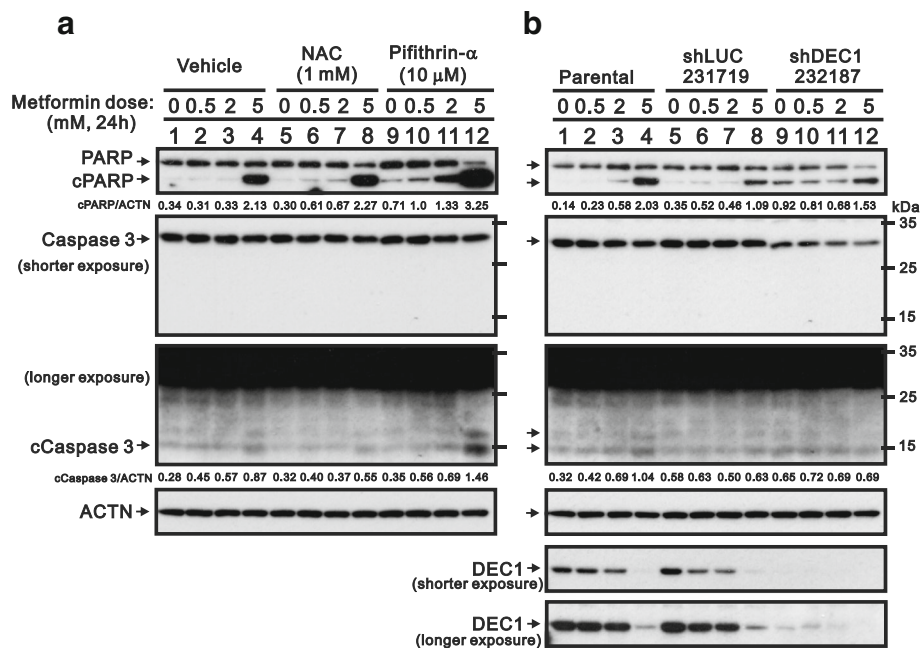 a
Vehicle
NAC
(1 mM)
Pifithrin-α
(10 μM)
Metformin dose:
(mM, 24h)
0 0.5 2 5 0 0.5 2 5 0 0.5 2 5
1 2 3 4 5 6 7 8 9 10 11 12
PARP
cPARP
cPARP/ACTN 0.34 0.31 0.33 2.13 0.30 0.61 0.67 2.27 0.71 1.0 1.33 3.25
Caspase 3
(shorter exposure)
(longer exposure)
cCaspase 3
cCaspase 3/ACTN 0.28 0.45 0.57 0.87 0.32 0.40 0.37 0.55 0.35 0.56 0.69 1.46
ACTN
b
Parental
shLUC
231719
shDEC1
232187
0 0.5 2 5 0 0.5 2 5 0 0.5 2 5
1 2 3 4 5 6 7 8 9 10 11 12
0.14 0.23 0.58 2.03 0.35 0.52 0.46 1.09 0.92 0.81 0.68 1.53 kDa
35
25
15
35
25
15
0.32 0.42 0.69 1.04 0.58 0.63 0.50 0.63 0.65 0.72 0.69 0.69
DEC1
(shorter exposure)
DEC1
(longer exposure)